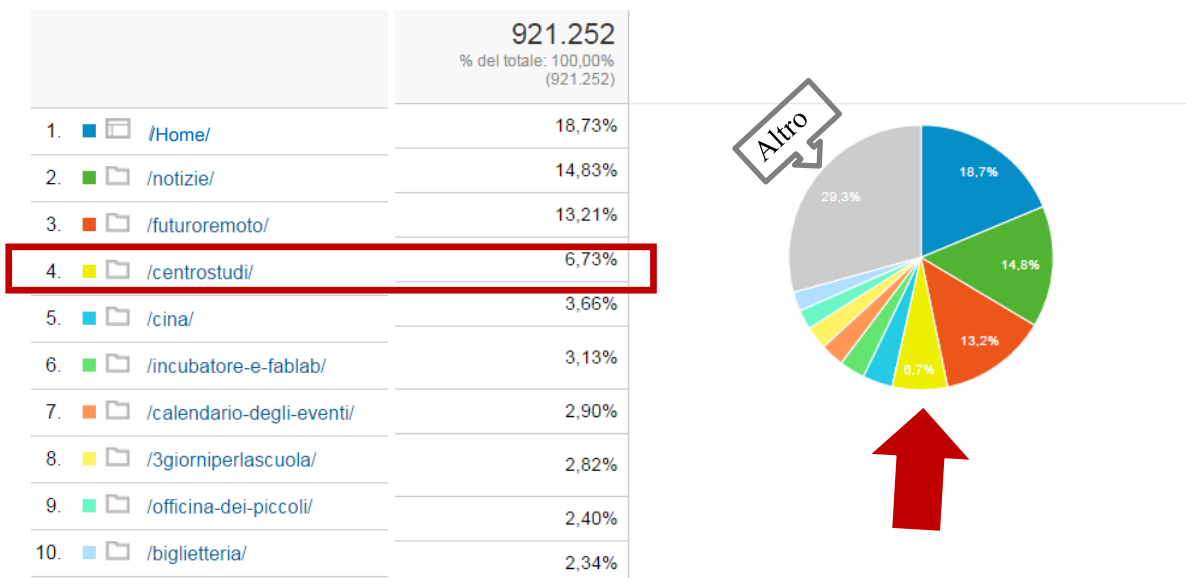 921.252
% del totale: 100,00%
(921.252)
1. /Home/ 18,73%
2. /notizie/ 14,83%
3. /futuroremoto/ 13,21%
4. /centrostudi/ 6,73%
5. /cina/ 3,66%
6. /incubatore-e-fablab/ 3,13%
7. /calendario-degli-eventi/ 2,90%
8. /3giorniperlascuola/ 2,82%
9. /officina-dei-piccoli/ 2,40%
10. /biglietteria/ 2,34%
Altro
18,7%
29,3%
14,8%
13,2%
6,7%